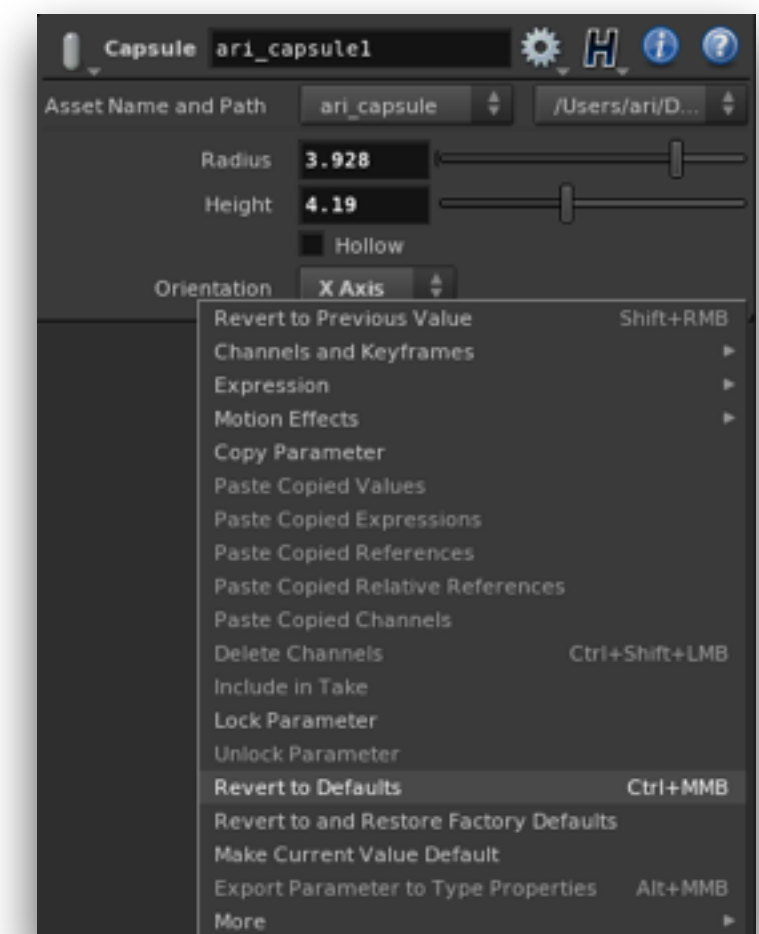 Capsule ari_capsule1
Asset Name and Path ari_capsule /Users/ari/D...
Radius 3.928
Height 4.19
Hollow
Orientation X Axis
Revert to Previous Value Shift+RMB
Channels and Keyframes
Expression
Motion Effects
Copy Parameter
Paste Copied Values
Paste Copied Expressions
Paste Copied References
Paste Copied Relative References
Paste Copied Channels
Delete Channels Ctrl+Shift+LMB
Include in Take
Lock Parameter
Unlock Parameter
Revert to Defaults Ctrl+MMB
Revert to and Restore Factory Defaults
Make Current Value Default
Export Parameter to Type Properties Alt+MMB
More